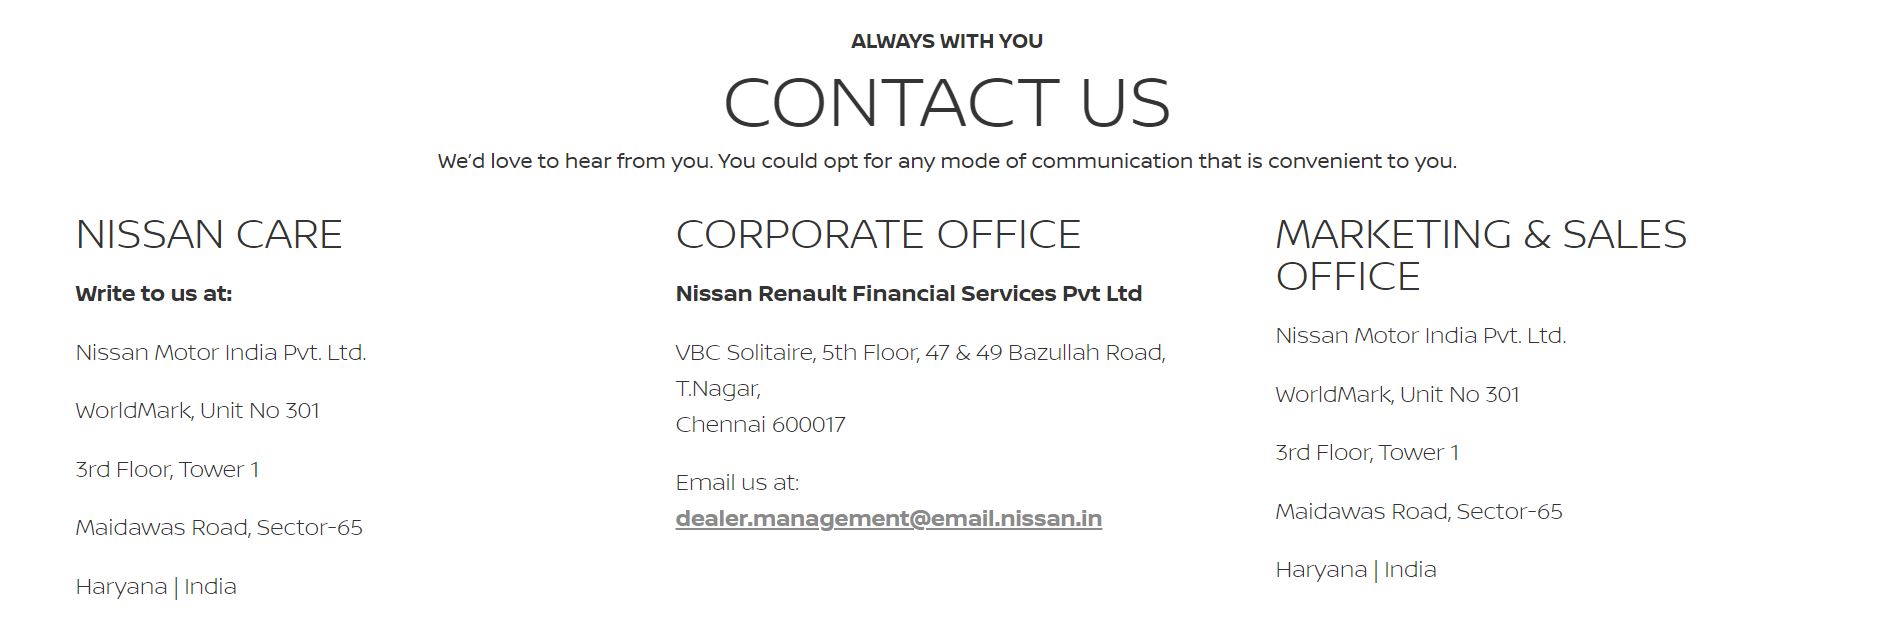 ALWAYS WITH YOU
CONTACT US
We’d love to hear from you. You could opt for any mode of communication that is convenient to you.
NISSAN CARE
Write to us at:
Nissan Motor India Pvt. Ltd.
WorldMark, Unit No 301
3rd Floor, Tower 1
Maidawas Road, Sector-65
Haryana | India
CORPORATE OFFICE
Nissan Renault Financial Services Pvt Ltd
VBC Solitaire, 5th Floor, 47 & 49 Bazullah Road,
T.Nagar,
Chennai 600017
Email us at:
dealer.management@email.nissan.in
MARKETING & SALES
OFFICE
Nissan Motor India Pvt. Ltd.
WorldMark, Unit No 301
3rd Floor, Tower 1
Maidawas Road, Sector-65
Haryana | India